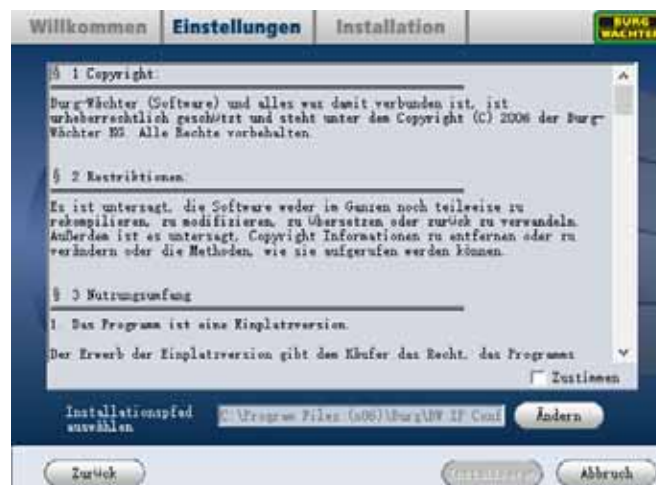 Willkommen Einstellungen Installation
BURG
WÄCHTER
§ 1 Copyright:
Burg-Wächter (Software) und alles was damit verbunden ist, ist
urheberrechtlich geschützt und steht unter dem Copyright (C) 2006 der Burg-
Wächter KG. Alle Rechte vorbehalten.
§ 2 Restriktionen:
Es ist untersagt, die Software weder im Ganzen noch teilweise zu
rekompilieren, zu modifizieren, zu übersetzen oder zurück zu verwandeln.
Außerdem ist es untersagt, Copyright Informationen zu entfernen oder zu
verändern oder die Methoden, wie sie aufgerufen werden können.
§ 3 Nutzungsumfang
1. Das Programm ist eine Einplatzversion.
Der Erwerb der Einplatzversion gibt dem Käufer das Recht, das Programm
Zustimmen
Installationspfad
auswählen
C:\Program Files (x86)\Burg\BW IP Conf
Ändern
Zurück
Abbruch